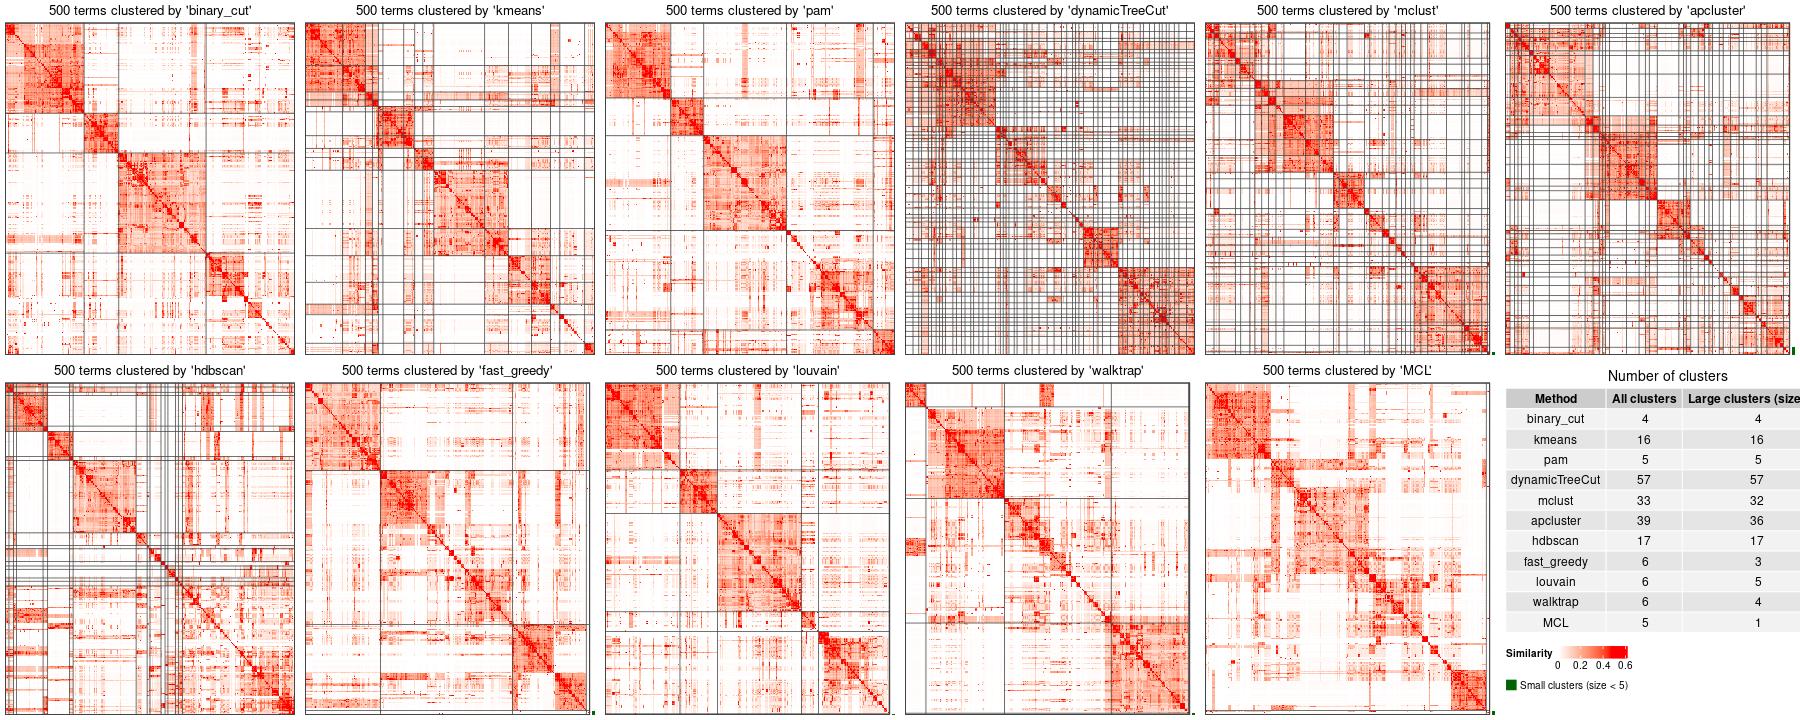 500 terms clustered by 'binary_cut'
500 terms clustered by 'kmeans'
500 terms clustered by 'pam'
500 terms clustered by 'dynamicTreeCut'
500 terms clustered by 'mclust'
500 terms clustered by 'apcluster'
500 terms clustered by 'hdbscan'
500 terms clustered by 'fast_greedy'
500 terms clustered by 'louvain'
500 terms clustered by 'walktrap'
500 terms clustered by 'MCL'
Number of clusters
Method All clusters Large clusters (size
binary_cut 4 4
kmeans 16 16
pam 5 5
dynamicTreeCut 57 57
mclust 33 32
apcluster 39 36
hdbscan 17 17
fast_greedy 6 3
louvain 6 5
walktrap 6 4
MCL 5 1
Similarity
0 0.2 0.4 0.6
Small clusters (size < 5)